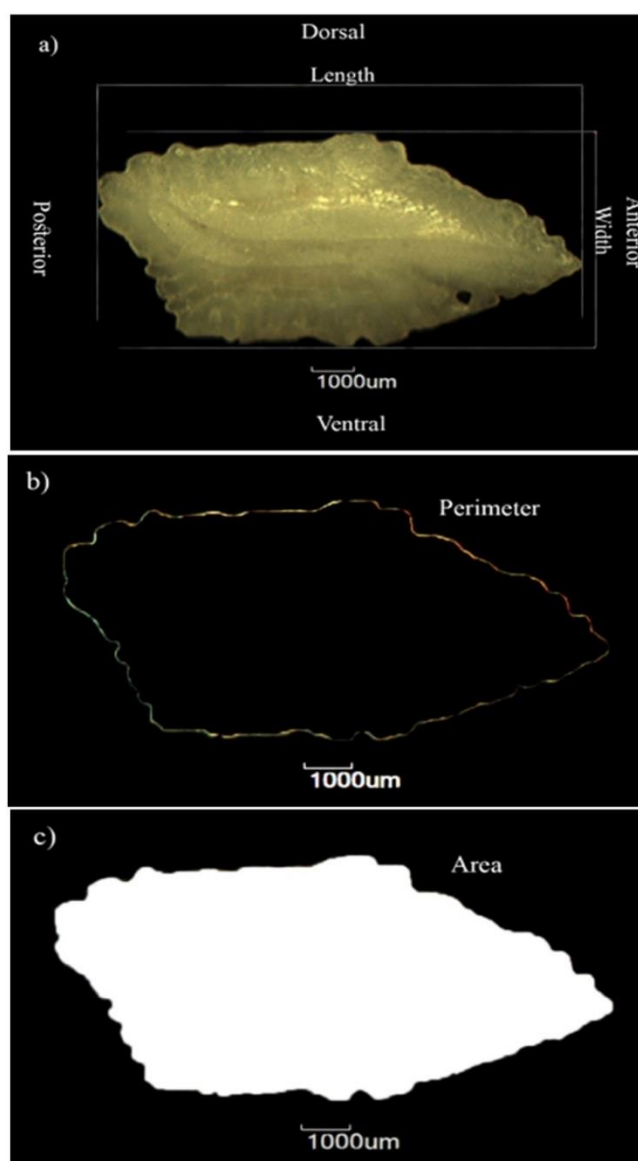 a)
Dorsal
Length
Posterior
Width
Anterior
1000um
Ventral
b)
Perimeter
1000um
c)
Area
1000um